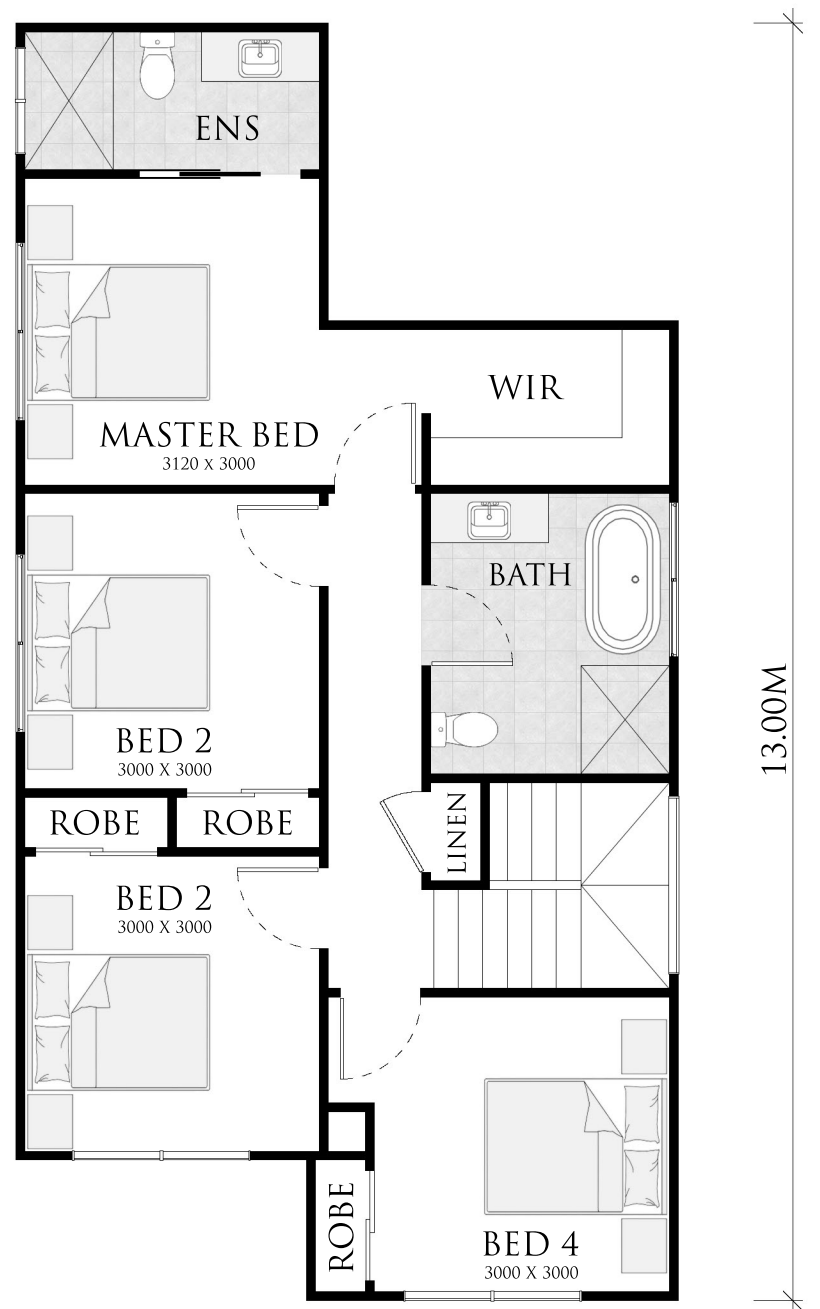 ENS
WIR
MASTER BED
3120 X 3000
BATH
13.00M
BED 2
3000 X 3000
ROBE
ROBE
LINEN
BED 2
3000 X 3000
ROBE
BED 4
3000 X 3000